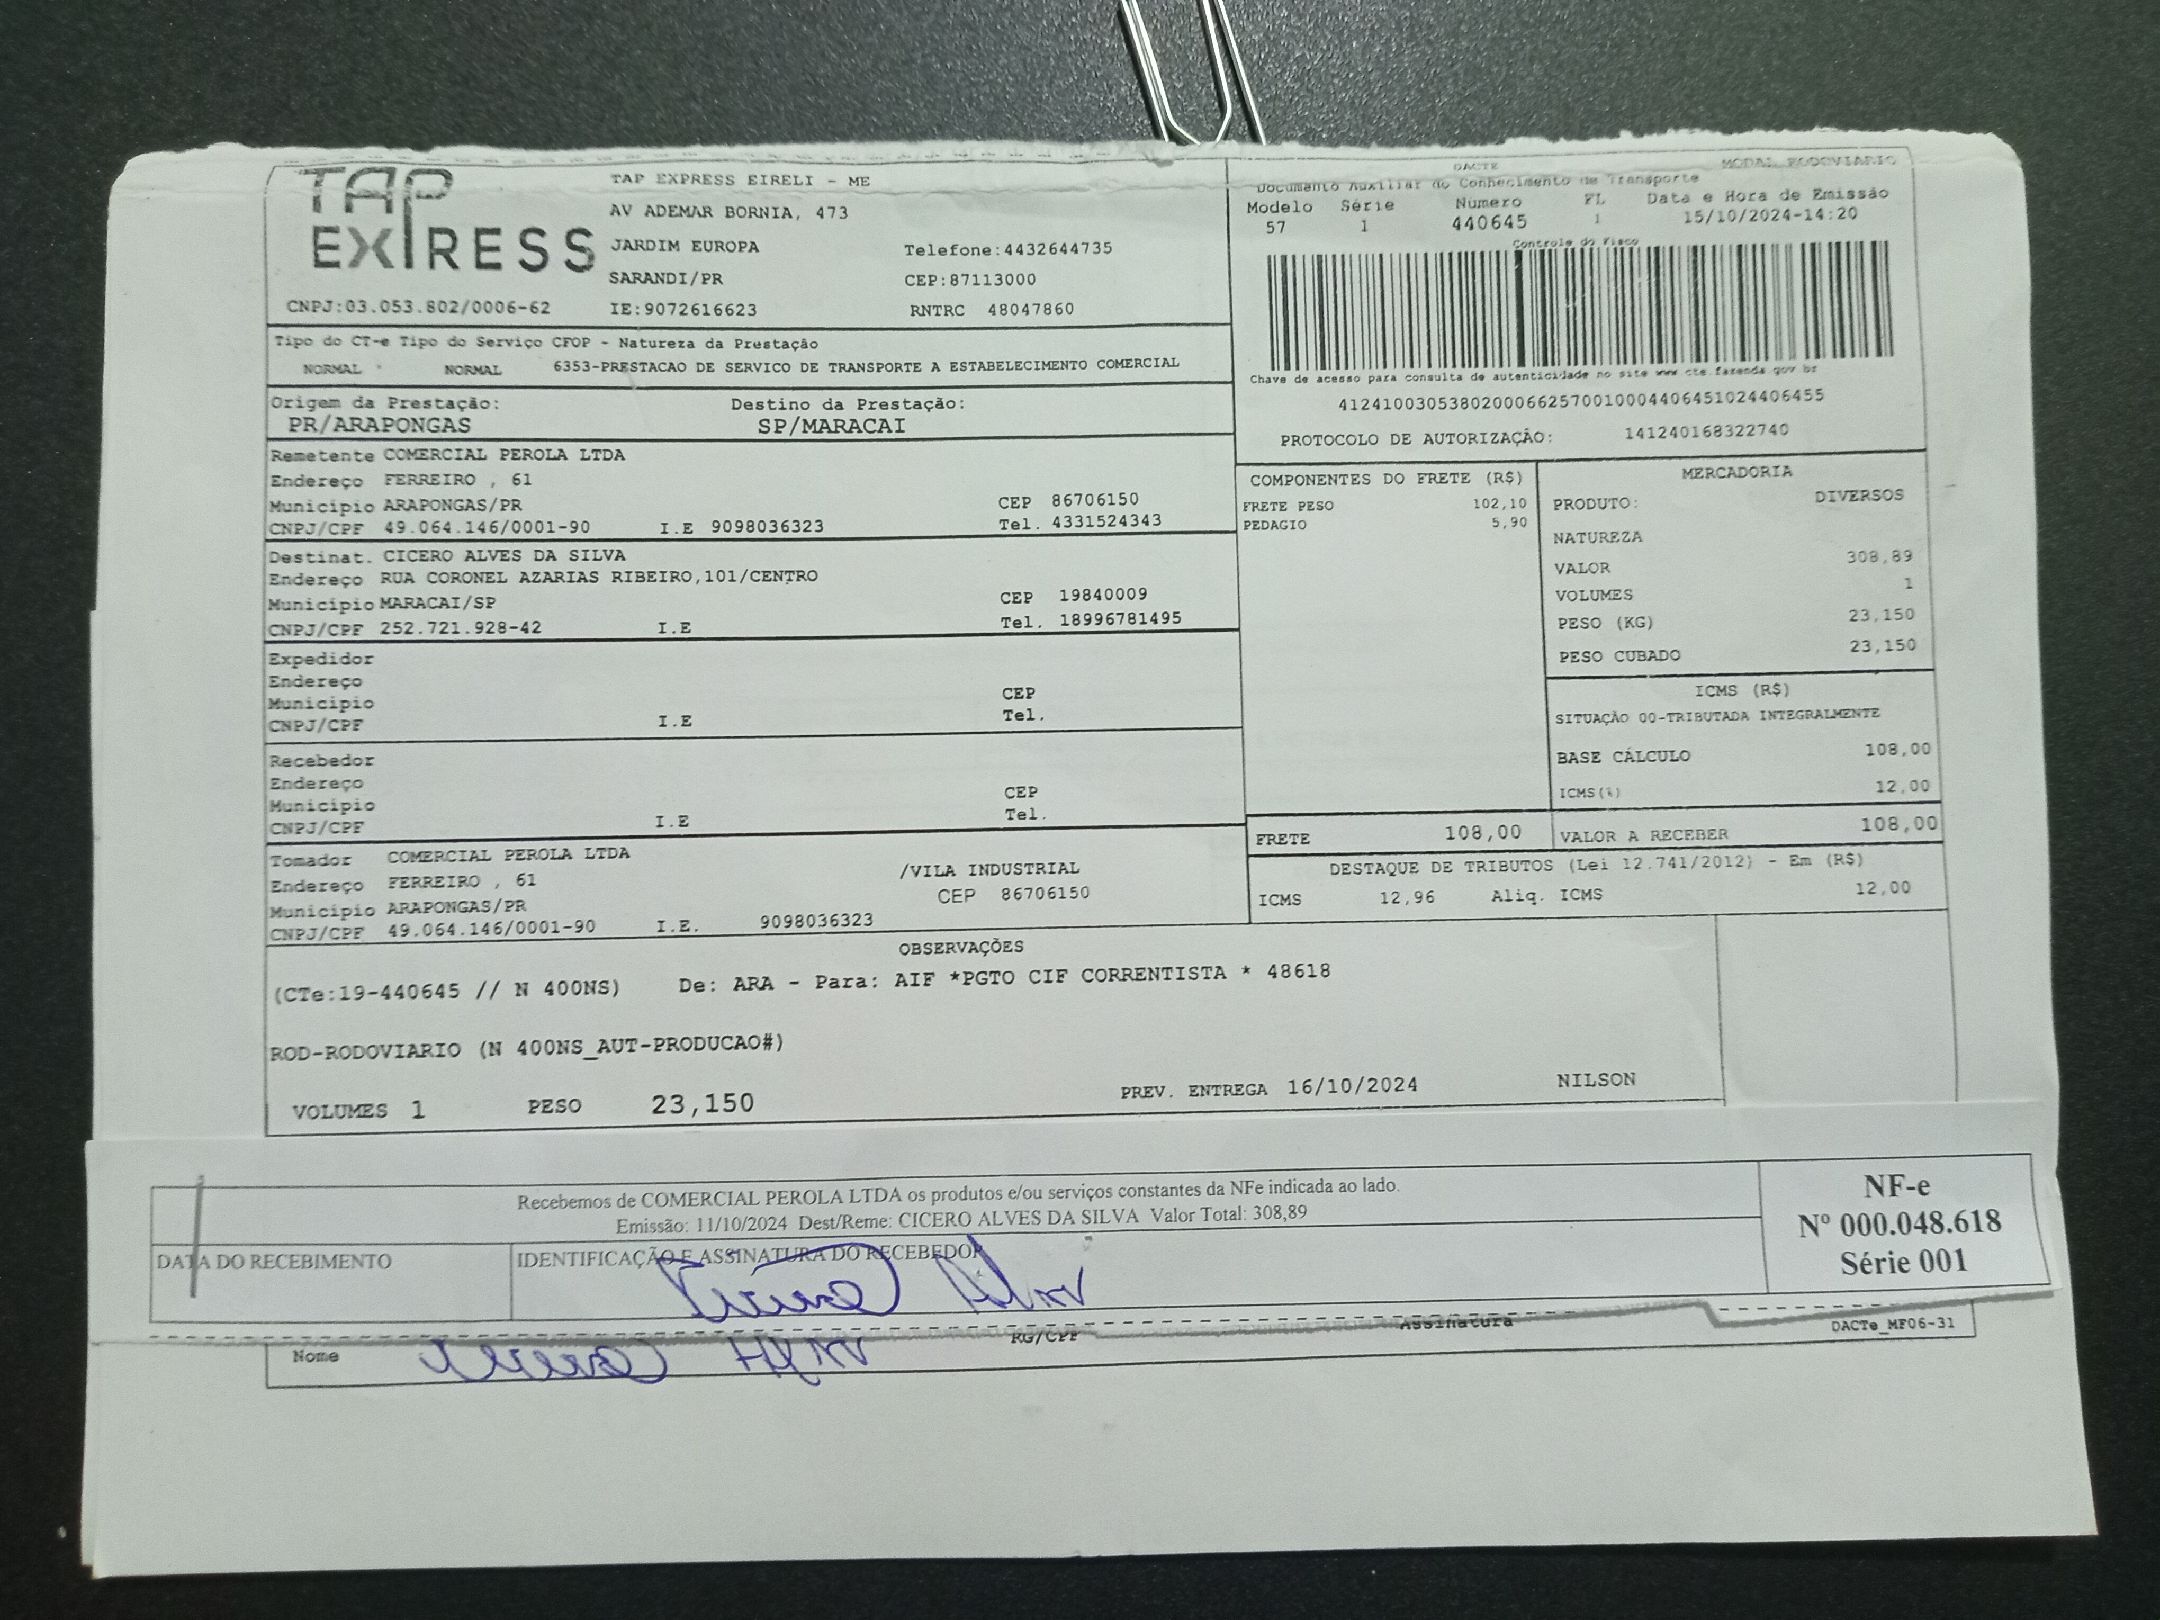 TAP EXPRESS
TAP EXPRESS EIRELI - ME
AV ADEMAR BORNIA, 473
JARDIM EUROPA Telefone:4432644735
SARANDI/PR CEP:87113000
CNPJ:03.053.802/0006-62 IE:9072616623 RNTRC 48047860
DACTE MODAL RODOVIARIO
Documento Auxiliar do Conhecimento de Transporte
Modelo Série Número FL Data e Hora de Emissão
57 1 440645 1 15/10/2024-14:20
Controle do Fisco
Chave de acesso para consulta de autenticidade no site www cte.fazenda.gov br
41241003053802000662570010004406451024406455
PROTOCOLO DE AUTORIZAÇÃO: 141240168322740
Tipo do CT-e Tipo do Serviço CFOP - Natureza da Prestação
NORMAL NORMAL 6353-PRESTACAO DE SERVICO DE TRANSPORTE A ESTABELECIMENTO COMERCIAL
Origem da Prestação: Destino da Prestação:
PR/ARAPONGAS SP/MARACAI
Remetente COMERCIAL PEROLA LTDA
Endereço FERREIRO , 61
Município ARAPONGAS/PR CEP 86706150
CNPJ/CPF 49.064.146/0001-90 I.E 9098036323 Tel. 4331524343
Destinat. CICERO ALVES DA SILVA
Endereço RUA CORONEL AZARIAS RIBEIRO,101/CENTRO
Município MARACAI/SP CEP 19840009
CNPJ/CPF 252.721.928-42 I.E Tel. 18996781495
Expedidor
Endereço
Município CEP
CNPJ/CPF I.E Tel.
Recebedor
Endereço
Município CEP
CNPJ/CPF I.E Tel.
Tomador COMERCIAL PEROLA LTDA
Endereço FERREIRO , 61 /VILA INDUSTRIAL
Município ARAPONGAS/PR CEP 86706150
CNPJ/CPF 49.064.146/0001-90 I.E. 9098036323
COMPONENTES DO FRETE (R$)
FRETE PESO 102,10
PEDAGIO 5,90
MERCADORIA
PRODUTO: DIVERSOS
NATUREZA
VALOR 308,89
VOLUMES 1
PESO (KG) 23,150
PESO CUBADO 23,150
ICMS (R$)
SITUAÇÃO 00-TRIBUTADA INTEGRALMENTE
BASE CÁLCULO 108,00
ICMS(%) 12,00
FRETE 108,00 VALOR A RECEBER 108,00
DESTAQUE DE TRIBUTOS (Lei 12.741/2012) - Em (R$)
ICMS 12,96 Aliq. ICMS 12,00
OBSERVAÇÕES
(CTe:19-440645 // N 400NS) De: ARA - Para: AIF *PGTO CIF CORRENTISTA * 48618
ROD-RODOVIARIO (N 400NS_AUT-PRODUCAO#)
VOLUMES 1 PESO 23,150 PREV. ENTREGA 16/10/2024 NILSON
Recebemos de COMERCIAL PEROLA LTDA os produtos e/ou serviços constantes da NFe indicada ao lado.
Emissão: 11/10/2024 Dest/Reme: CICERO ALVES DA SILVA Valor Total: 308,89
DATA DO RECEBIMENTO IDENTIFICAÇÃO E ASSINATURA DO RECEBEDOR
NF-e
Nº 000.048.618
Série 001
Nome RG/CPF Assinatura DACTe_MF06-31